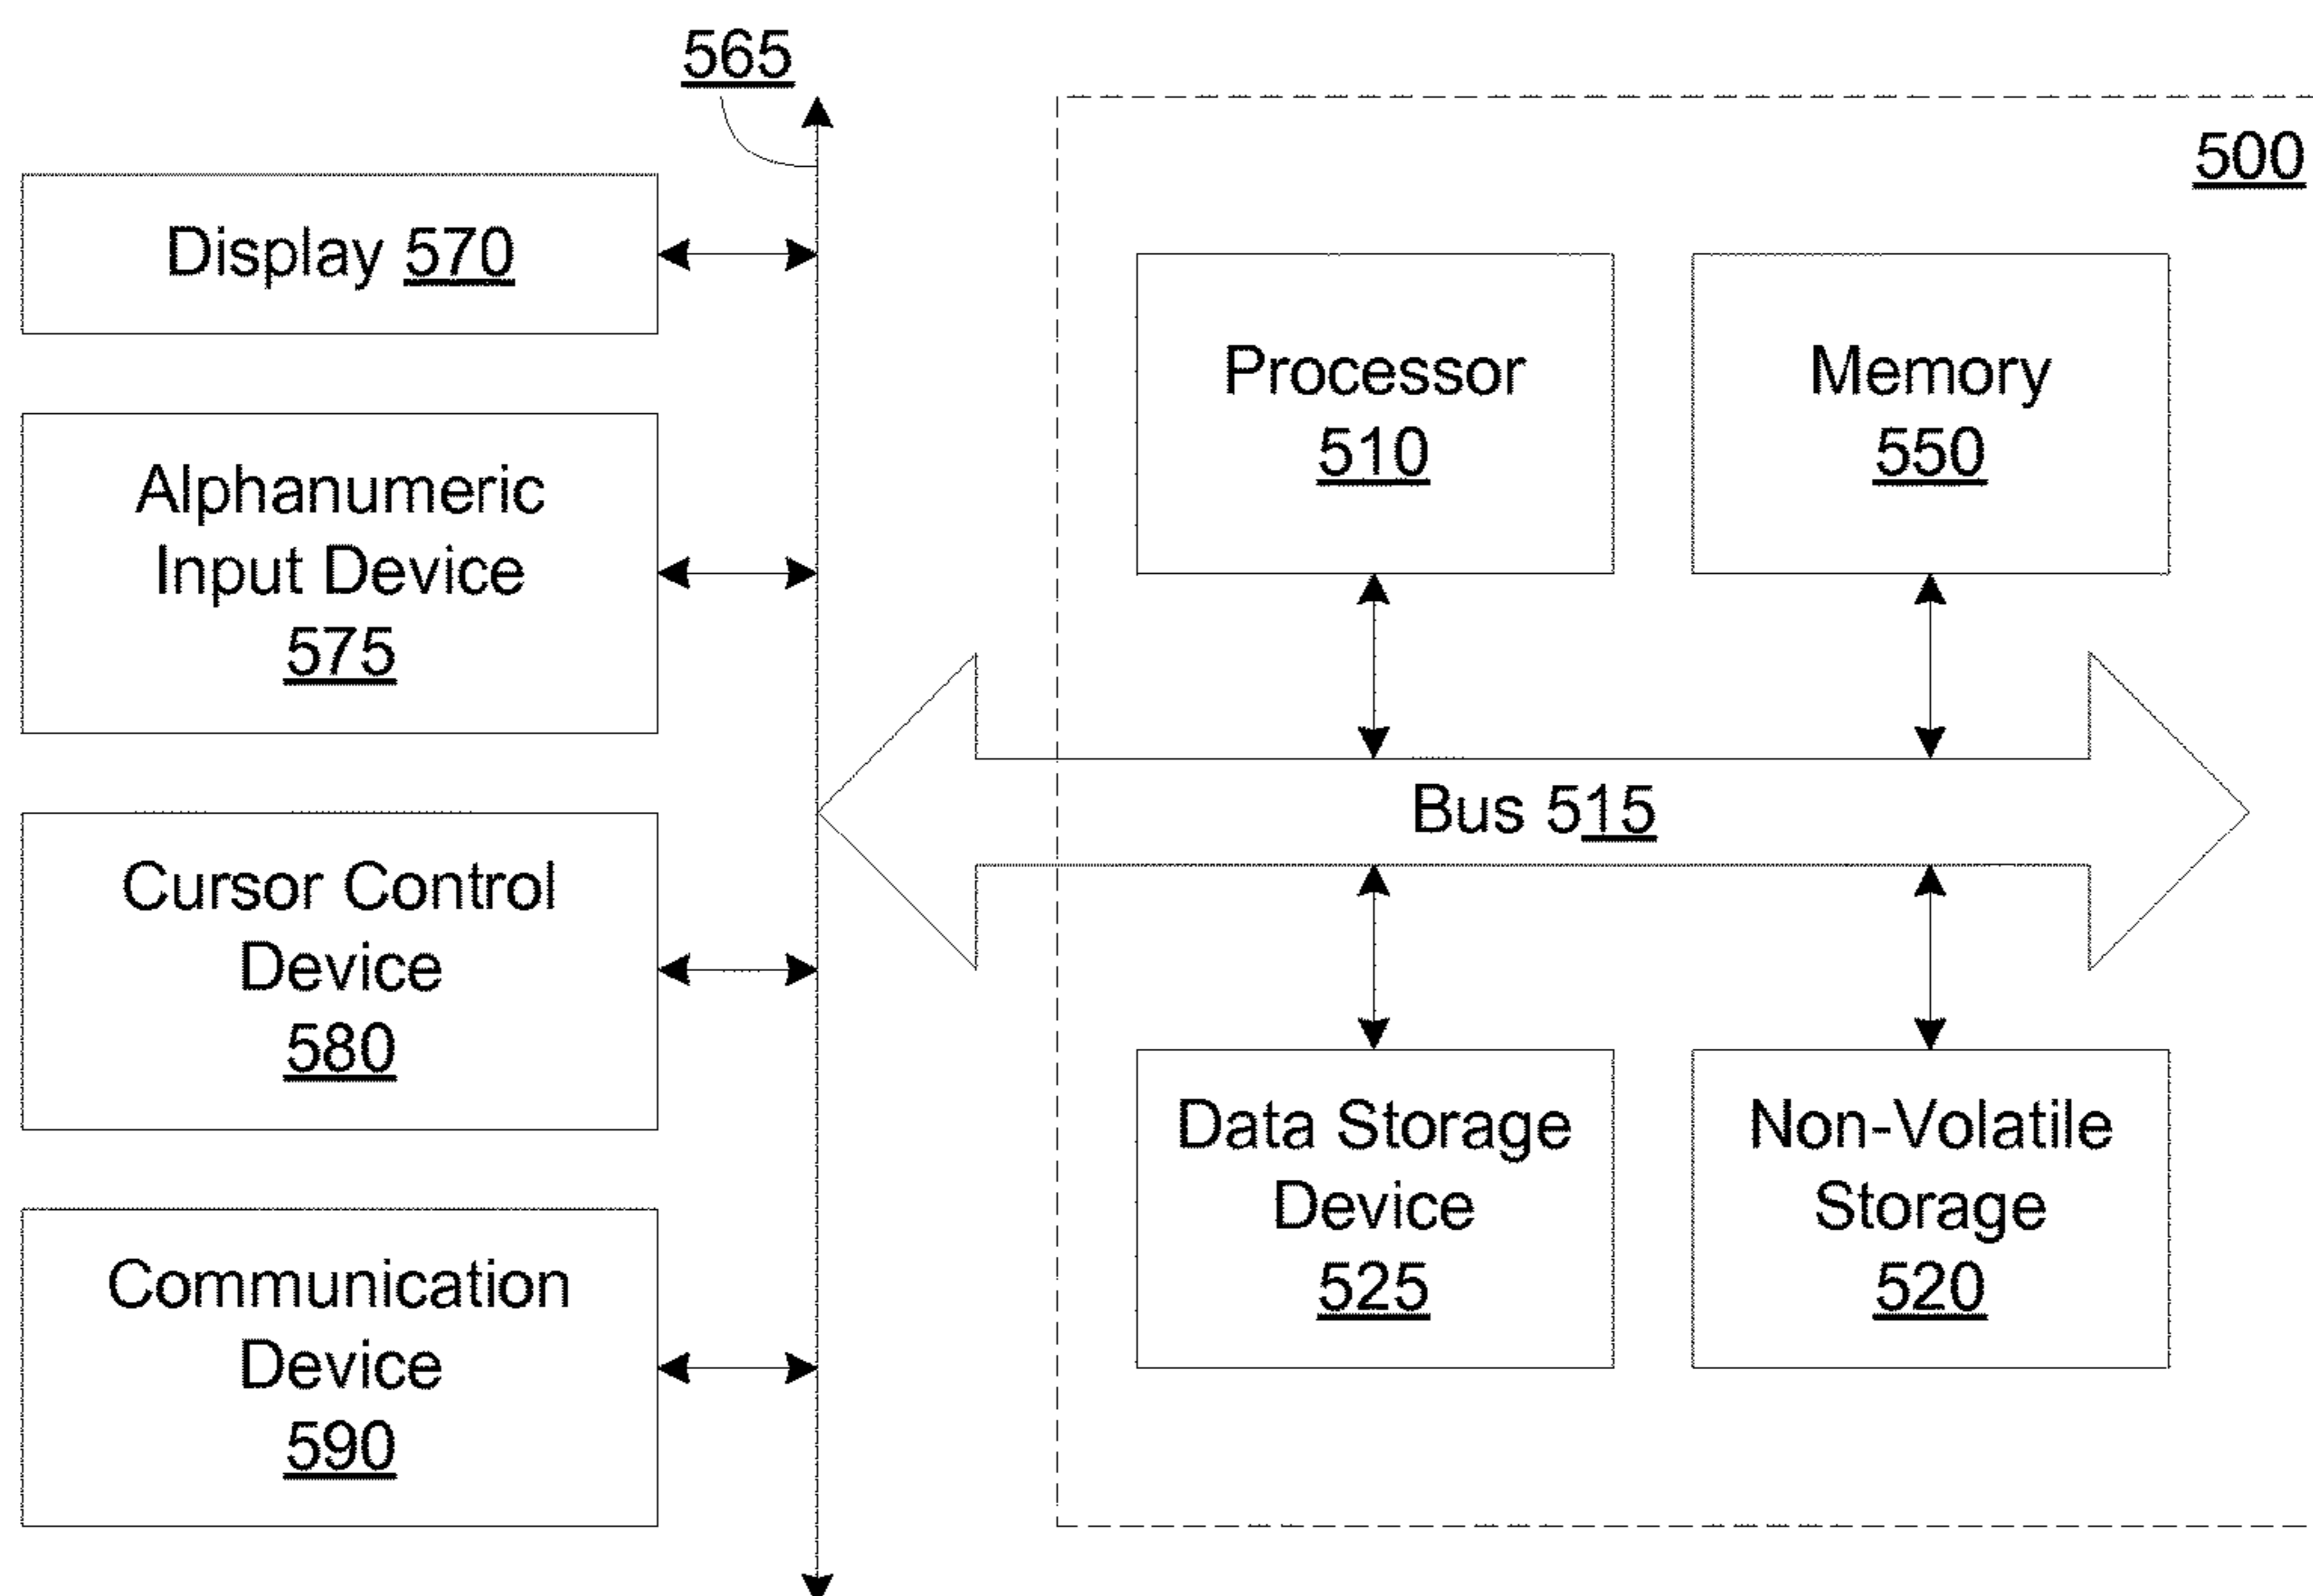 565
500
Display 570
Alphanumeric
Input Device
575
Cursor Control
Device
580
Communication
Device
590
Processor
510
Memory
550
Bus 515
Data Storage
Device
525
Non-Volatile
Storage
520